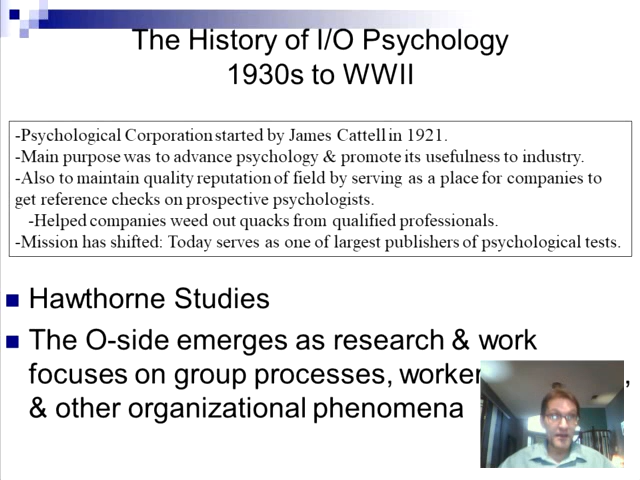 The History of I/O Psychology
1930s to WWII
-Psychological Corporation started by James Cattell in 1921.
-Main purpose was to advance psychology & promote its usefulness to industry.
-Also to maintain quality reputation of field by serving as a place for companies to
get reference checks on prospective psychologists.
-Helped companies weed out quacks from qualified professionals.
-Mission has shifted: Today serves as one of largest publishers of psychological tests.
Hawthorne Studies
The O-side emerges as research & work
focuses on group processes,
& other organizational phenomena